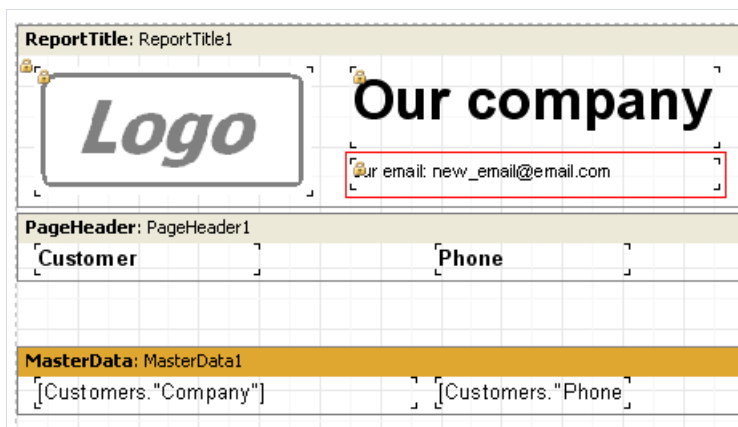 ReportTitle: ReportTitle1
Logo
Our company
ur email: new_email@email.com
PageHeader: PageHeader1
Customer Phone
MasterData: MasterData1
[Customers."Company"] [Customers."Phone